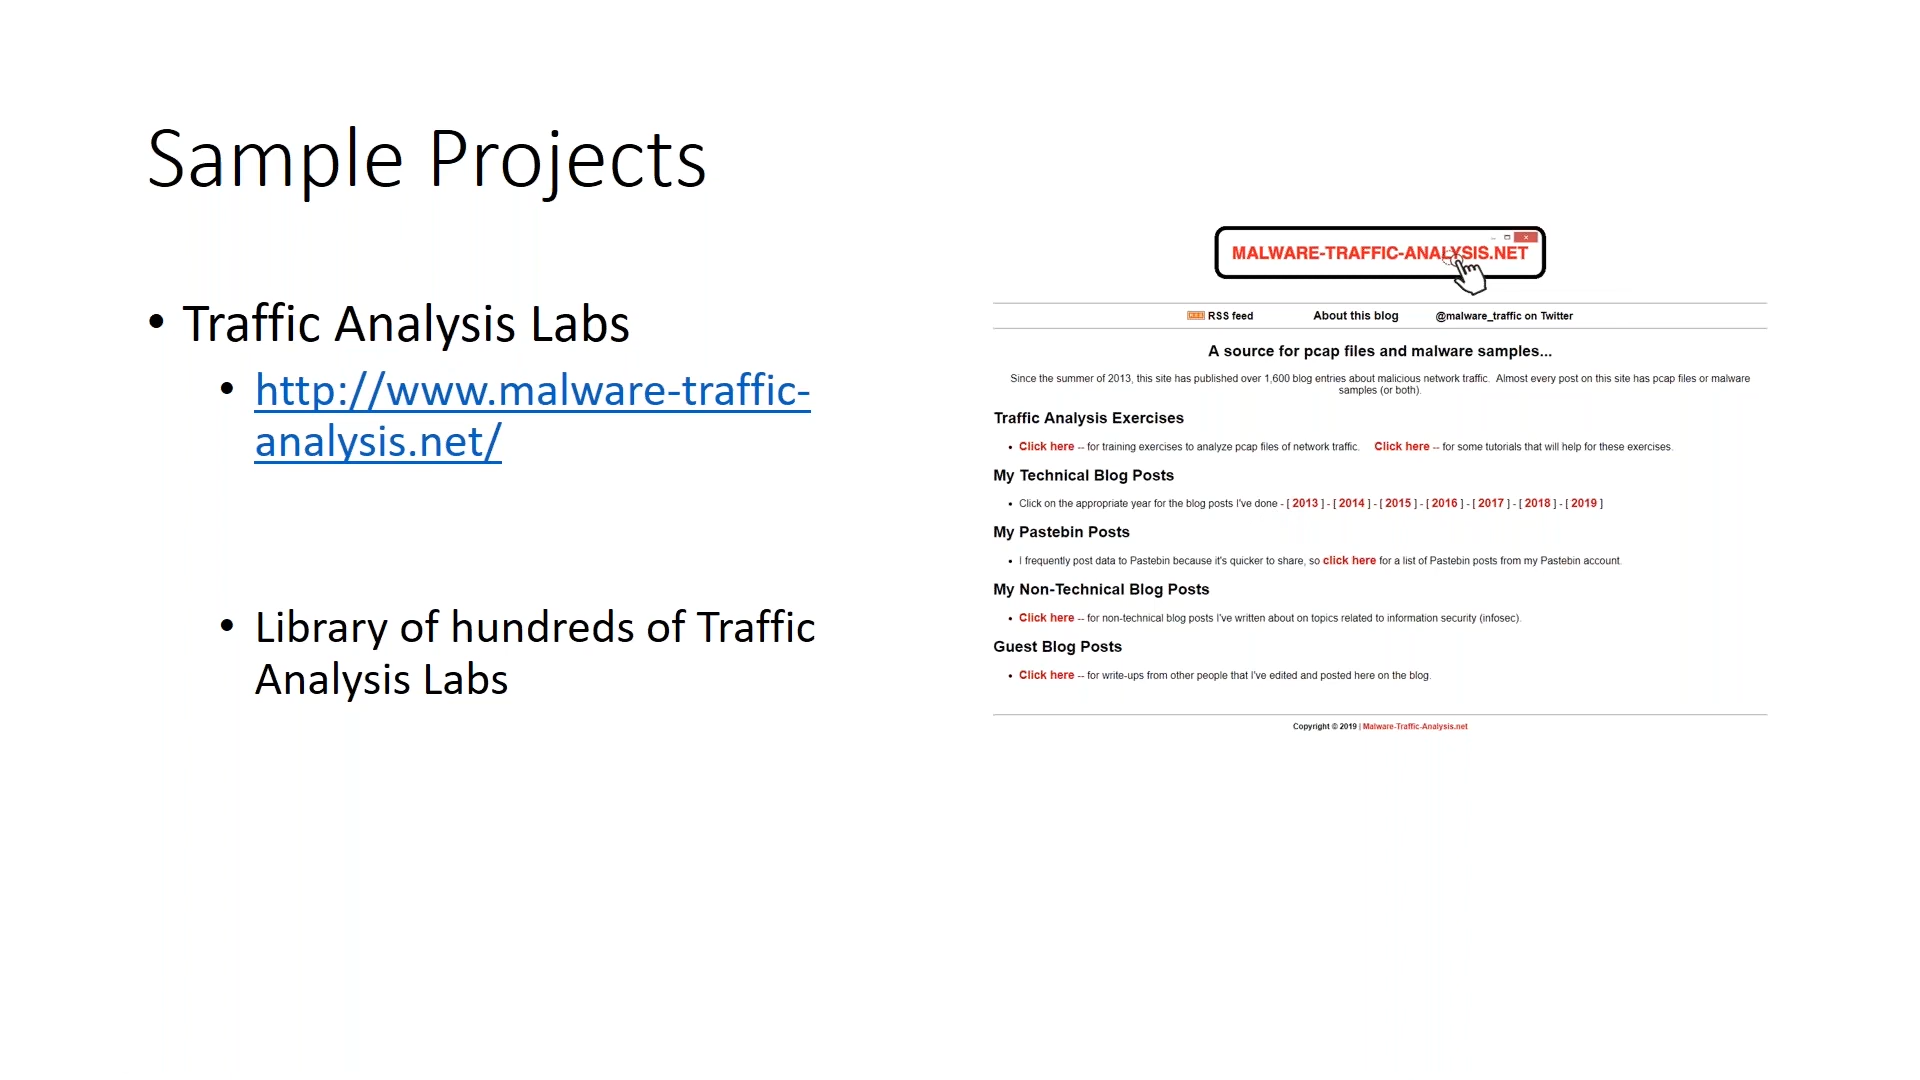 Sample Projects
• Traffic Analysis Labs
• http://www.malware-traffic-
analysis.net/
• Library of hundreds of Traffic
Analysis Labs
MALWARE-TRAFFIC-ANALYSIS.NET
RSS feed About this blog @malware_traffic on Twitter
A source for pcap files and malware samples...
Since the summer of 2013, this site has published over 1,600 blog entries about malicious network traffic. Almost every post on this site has pcap files or malware
samples (or both).
Traffic Analysis Exercises
• Click here -- for training exercises to analyze pcap files of network traffic. Click here -- for some tutorials that will help for these exercises.
My Technical Blog Posts
• Click on the appropriate year for the blog posts I've done - [ 2013 ] - [ 2014 ] - [ 2015 ] - [ 2016 ] - [ 2017 ] - [ 2018 ] - [ 2019 ]
My Pastebin Posts
• I frequently post data to Pastebin because it's quicker to share, so click here for a list of Pastebin posts from my Pastebin account.
My Non-Technical Blog Posts
• Click here -- for non-technical blog posts I've written about on topics related to information security (infosec).
Guest Blog Posts
• Click here -- for write-ups from other people that I've edited and posted here on the blog.
Copyright © 2019 | Malware-Traffic-Analysis.net